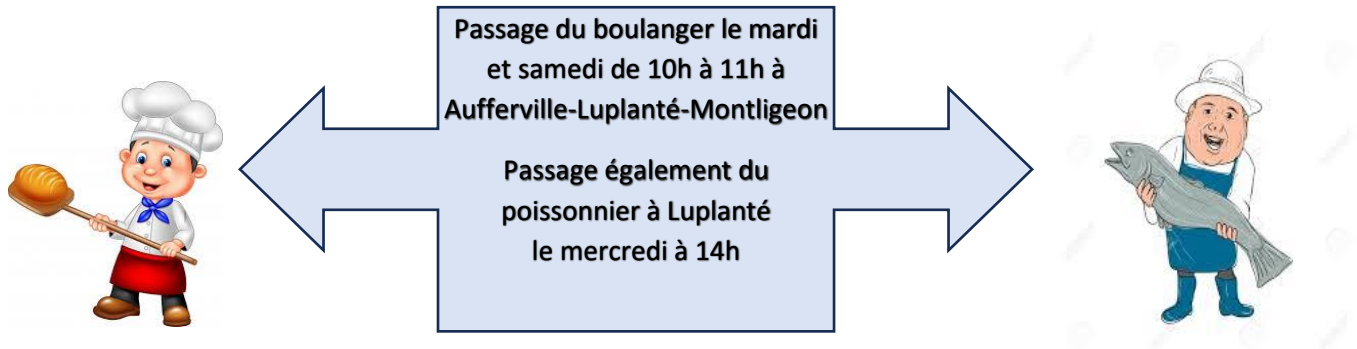 Passage du boulanger le mardi
et samedi de 10h à 11h à
Aufferville-Luplanté-Montligeon
Passage également du
poissonnier à Luplanté
le mercredi à 14h